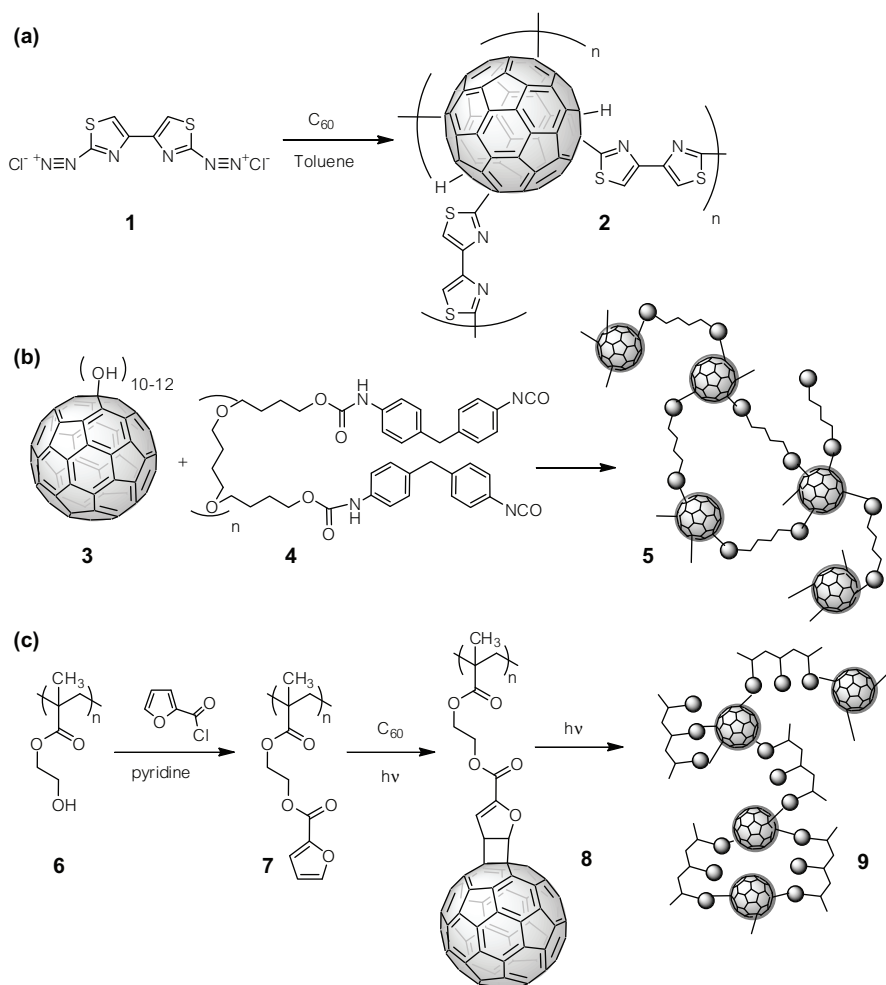 (a)
n
Cl⁻ ⁺N≡N
S
N
S
N
N≡N⁺Cl⁻
1
C60
Toluene
H
H
N
S
N
S
n
2
S
N
N
S
n
(b)
(OH)10-12
3
+
O
O
n
O
O
H
N
NCO
O
O
N
H
NCO
4
5
(c)
CH3
n
O
O
OH
6
O
O
Cl
pyridine
CH3
n
O
O
O
O
O
7
C60
hν
CH3
n
O
O
O
O
O
8
hν
9